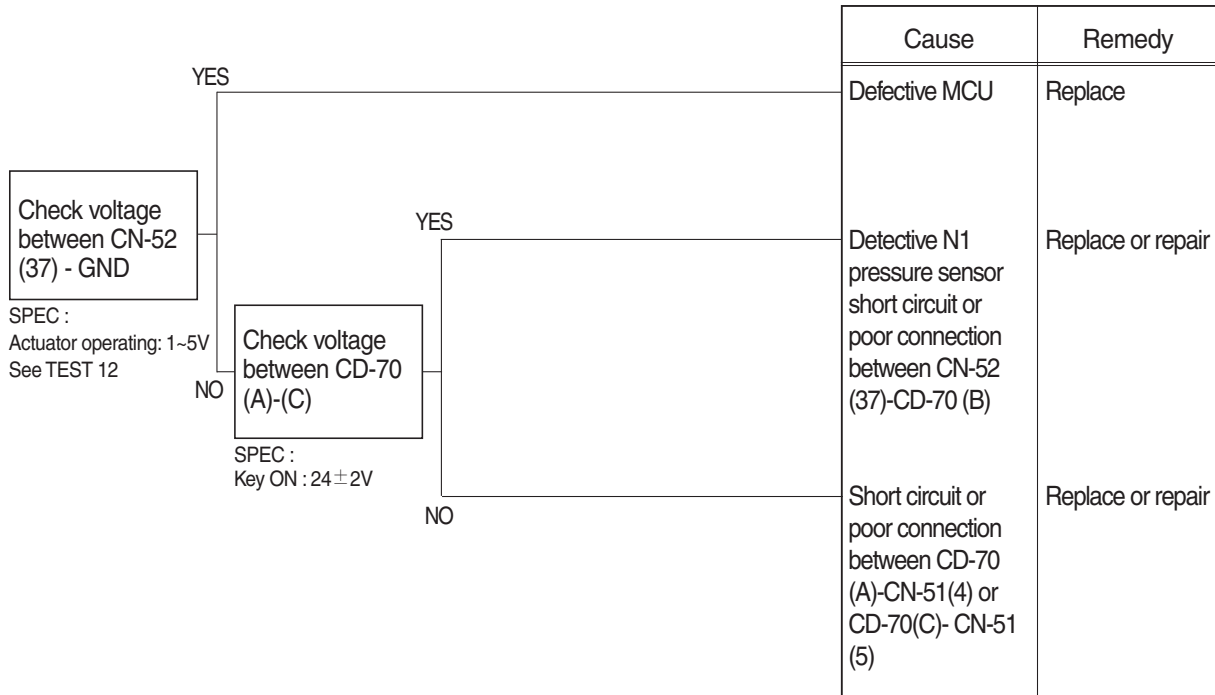 Cause
Remedy
YES
Defective MCU
Replace
Check voltage
between CN-52
(37) - GND
SPEC :
Actuator operating: 1~5V
See TEST 12
YES
Detective N1
pressure sensor
short circuit or
poor connection
between CN-52
(37)-CD-70 (B)
Replace or repair
NO
Check voltage
between CD-70
(A)-(C)
SPEC :
Key ON : 24±2V
NO
Short circuit or
poor connection
between CD-70
(A)-CN-51(4) or
CD-70(C)- CN-51
(5)
Replace or repair